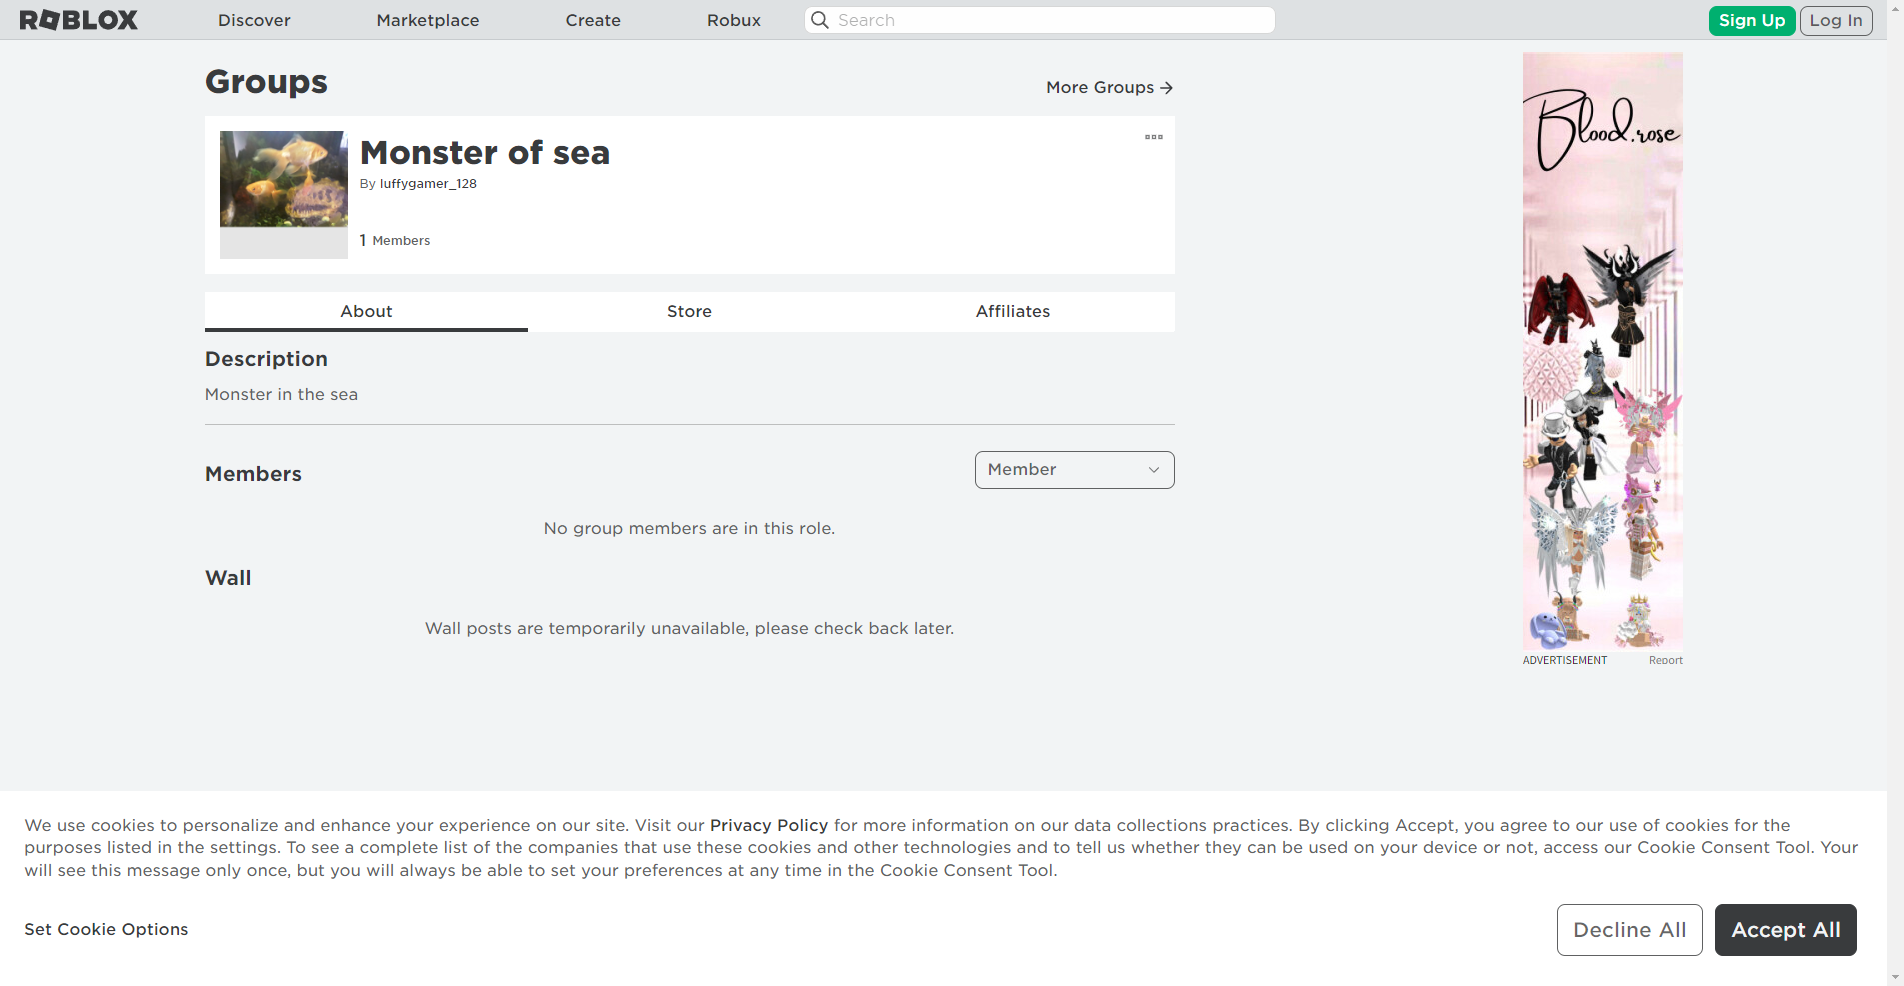 ROBLOX
Discover
Marketplace
Create
Robux
Search
Sign Up
Log In
Groups
More Groups
Monster of sea
By luffygamer_128
1 Members
About
Store
Affiliates
Description
Monster in the sea
Members
Member
No group members are in this role.
Wall
Wall posts are temporarily unavailable, please check back later.
Blood.rose
ADVERTISEMENT
Report
We use cookies to personalize and enhance your experience on our site. Visit our Privacy Policy for more information on our data collections practices. By clicking Accept, you agree to our use of cookies for the
purposes listed in the settings. To see a complete list of the companies that use these cookies and other technologies and to tell us whether they can be used on your device or not, access our Cookie Consent Tool. Your
will see this message only once, but you will always be able to set your preferences at any time in the Cookie Consent Tool.
Set Cookie Options
Decline All
Accept All